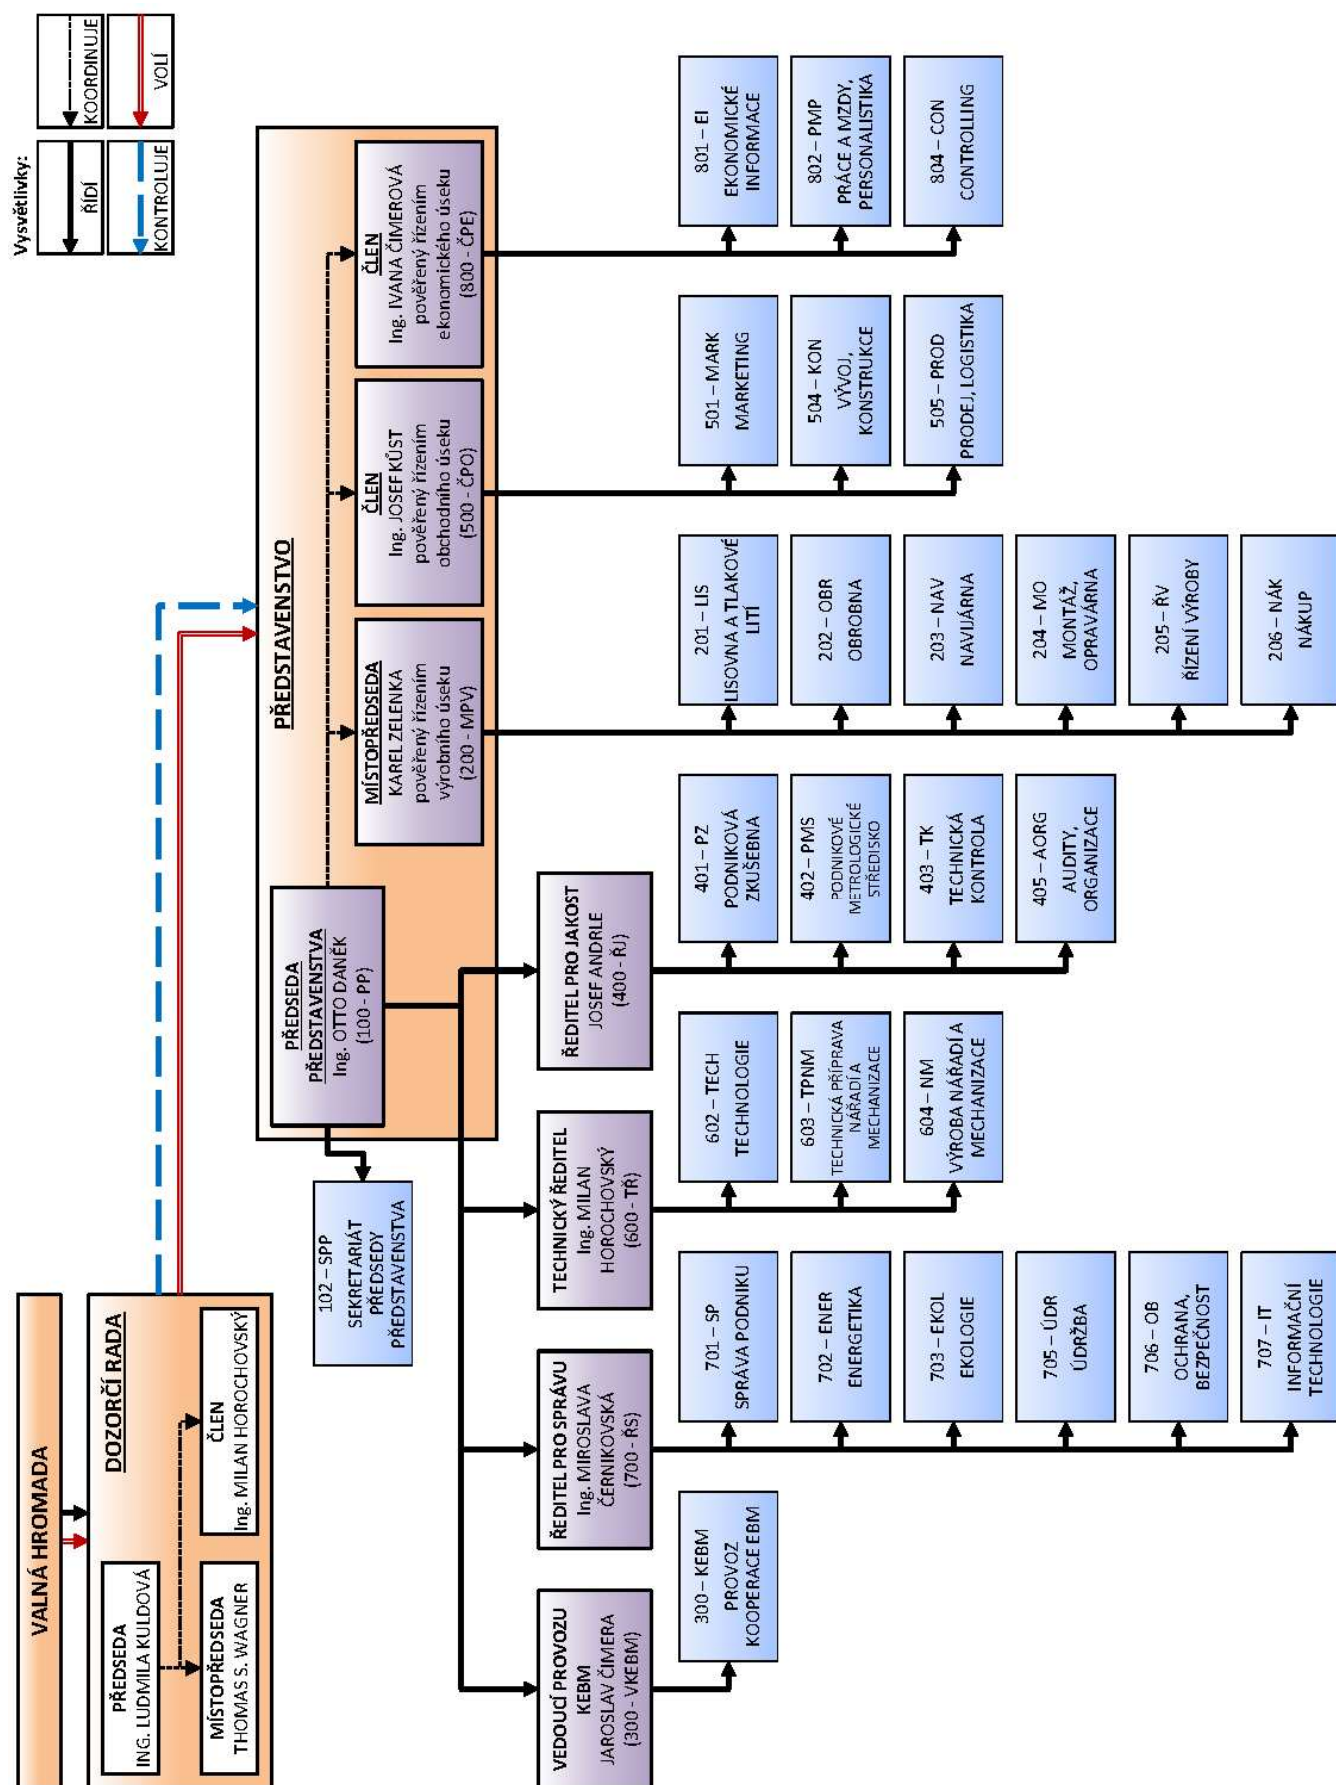 Vysvětlivky:
ŘÍDÍ
KOORDINUJE
KONTROLUJE
VOLÍ
VALNÁ HROMADA
DOZORČÍ RADA
PŘEDSEDA
ING. LUDMILA KULDOVÁ
MÍSTOPŘEDSEDA
THOMAS S. WAGNER
ČLEN
Ing. MILAN HOROCHOVSKÝ
PŘEDSTAVENSTVO
PŘEDSEDA
PŘEDSTAVENSTVA
Ing. OTTO DANĚK
(100 - PP)
MÍSTOPŘEDSEDA
KAREL ZELENKA
pověřený řízením
výrobního úseku
(200 - MPV)
ČLEN
Ing. JOSEF KŮST
pověřený řízením
obchodního úseku
(500 - ČPO)
ČLEN
Ing. IVANA ČIMEROVÁ
pověřený řízením
ekonomického úseku
(800 - ČPE)
102 – SPP
SEKRETARIÁT
PŘEDSEDY
PŘEDSTAVENSTVA
VEDOUCÍ PROVOZU
KEBM
JAROSLAV ČIMERA
(300 - VKEBM)
ŘEDITEL PRO SPRÁVU
Ing. MIROSLAVA
ČERNIKOVSKÁ
(700 - ŘS)
TECHNICKÝ ŘEDITEL
Ing. MILAN
HOROCHOVSKÝ
(600 - TŘ)
ŘEDITEL PRO JAKOST
JOSEF ANDRLE
(400 - ŘJ)
300 – KEBM
PROVOZ
KOOPERACE EBM
701 – SP
SPRÁVA PODNIKU
702 – ENER
ENERGETIKA
703 – EKOL
EKOLOGIE
705 – ÚDR
ÚDRŽBA
706 – OB
OCHRANA,
BEZPEČNOST
707 – IT
INFORMAČNÍ
TECHNOLOGIE
602 – TECH
TECHNOLOGIE
603 – TPNM
TECHNICKÁ PŘÍPRAVA
NÁŘADÍ A
MECHANIZACE
604 – NM
VÝROBA NÁŘADÍ A
MECHANIZACE
401 – PZ
PODNIKOVÁ
ZKUŠEBNA
402 – PMS
PODNIKOVÉ
METROLOGICKÉ
STŘEDISKO
403 – TK
TECHNICKÁ
KONTROLA
405 – AORG
AUDITY,
ORGANIZACE
201 – LIS
LISOVNA A TLAKOVÉ
LITÍ
202 – OBR
OBROBNA
203 – NAV
NAVIJÁRNA
204 – MO
MONTÁŽ,
OPRAVÁRNA
205 – ŘV
ŘÍZENÍ VÝROBY
206 – NÁK
NÁKUP
501 – MARK
MARKETING
504 – KON
VÝVOJ,
KONSTRUKCE
505 – PROD
PRODEJ, LOGISTIKA
801 – EI
EKONOMICKÉ
INFORMACE
802 – PMP
PRÁCE A MZDY,
PERSONALISTIKA
804 – CON
CONTROLLING